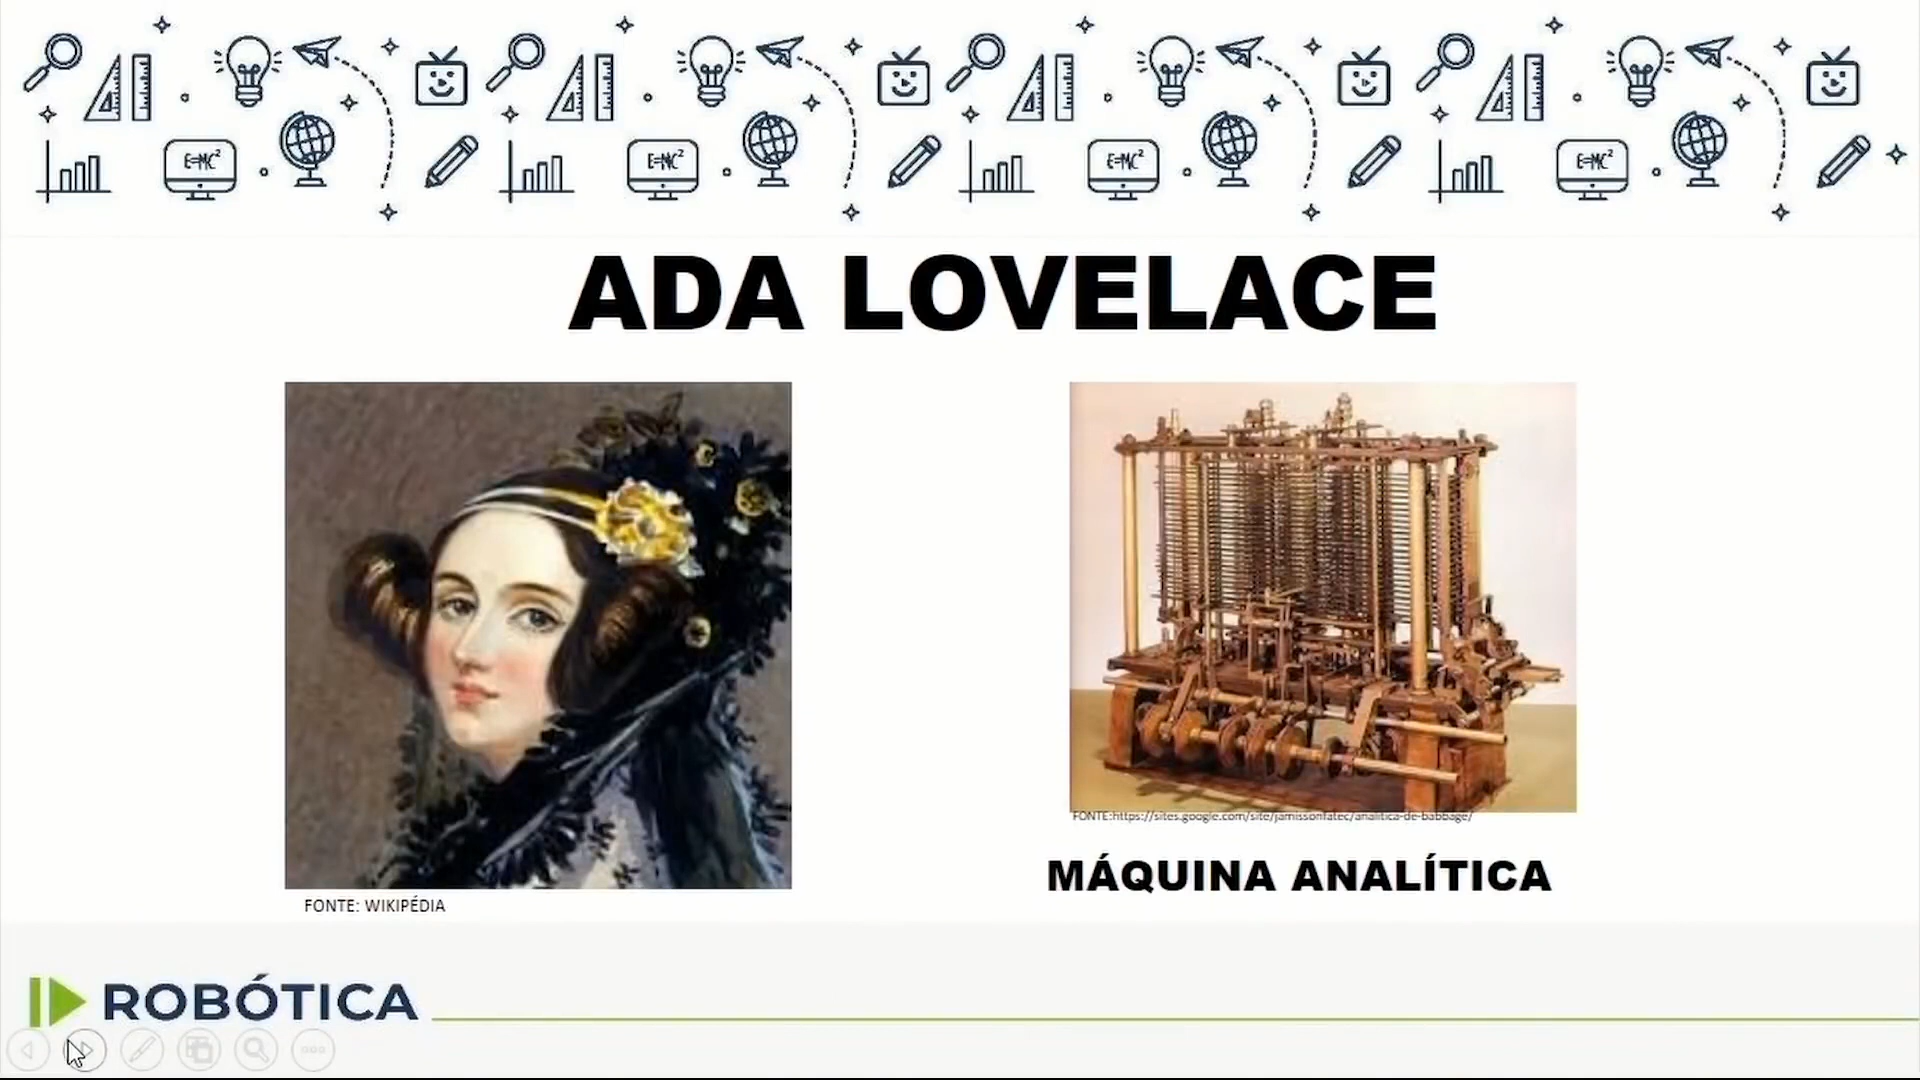 E=MC²
E=MC²
E=MC²
E=MC²
ADA LOVELACE
FONTE:https://sites.google.com/site/jamissonfatec/analitica-de-babbage/
MÁQUINA ANALÍTICA
FONTE: WIKIPÉDIA
ROBÓTICA